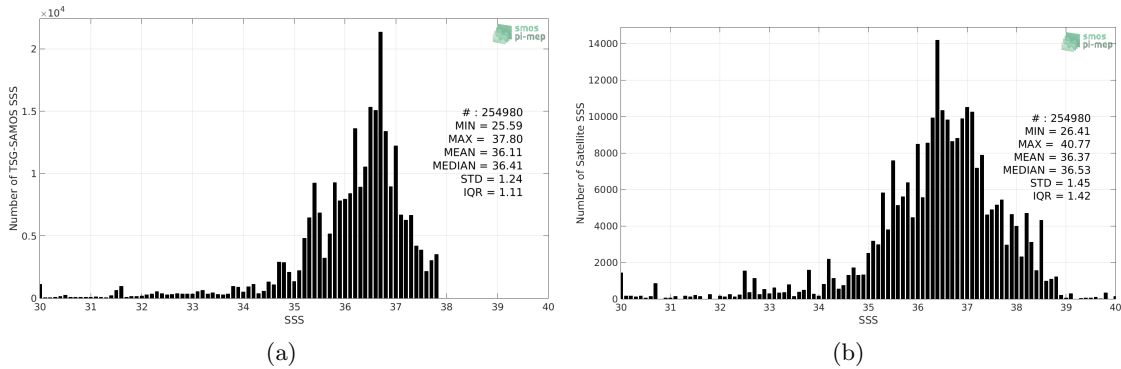 ×10⁴
2
1.5
1
0.5
0
Number of TSG-SAMOS SSS
30 31 32 33 34 35 36 37 38 39 40
SSS
smos
pi-mep
# : 254980
MIN = 25.59
MAX = 37.80
MEAN = 36.11
MEDIAN = 36.41
STD = 1.24
IQR = 1.11
(a)
14000
12000
10000
8000
6000
4000
2000
0
Number of Satellite SSS
30 31 32 33 34 35 36 37 38 39 40
SSS
smos
pi-mep
# : 254980
MIN = 26.41
MAX = 40.77
MEAN = 36.37
MEDIAN = 36.53
STD = 1.45
IQR = 1.42
(b)